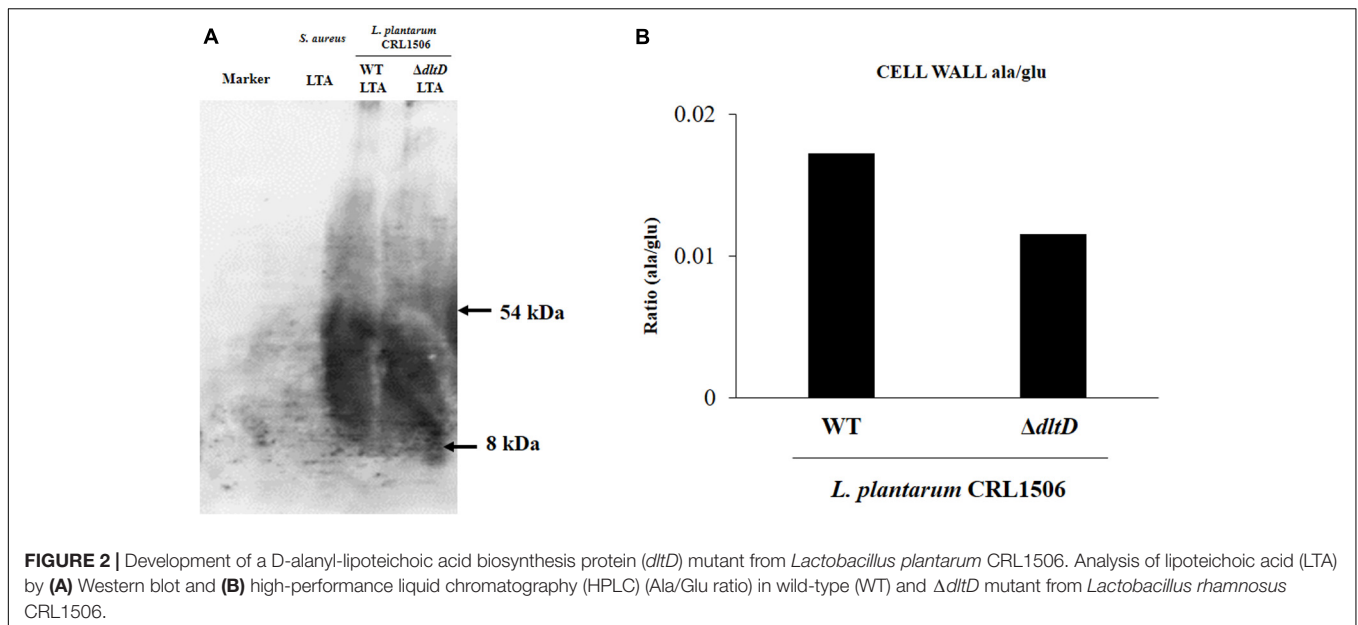 A
S. aureus
L. plantarum
CRL1506
Marker
LTA
WT
LTA
ΔdltD
LTA
54 kDa
8 kDa
B
CELL WALL ala/glu
Ratio (ala/glu)
0.02
0.01
0
WT
ΔdltD
L. plantarum CRL1506
FIGURE 2 | Development of a D-alanyl-lipoteichoic acid biosynthesis protein (dltD) mutant from Lactobacillus plantarum CRL1506. Analysis of lipoteichoic acid (LTA)
by (A) Western blot and (B) high-performance liquid chromatography (HPLC) (Ala/Glu ratio) in wild-type (WT) and ΔdltD mutant from Lactobacillus rhamnosus
CRL1506.